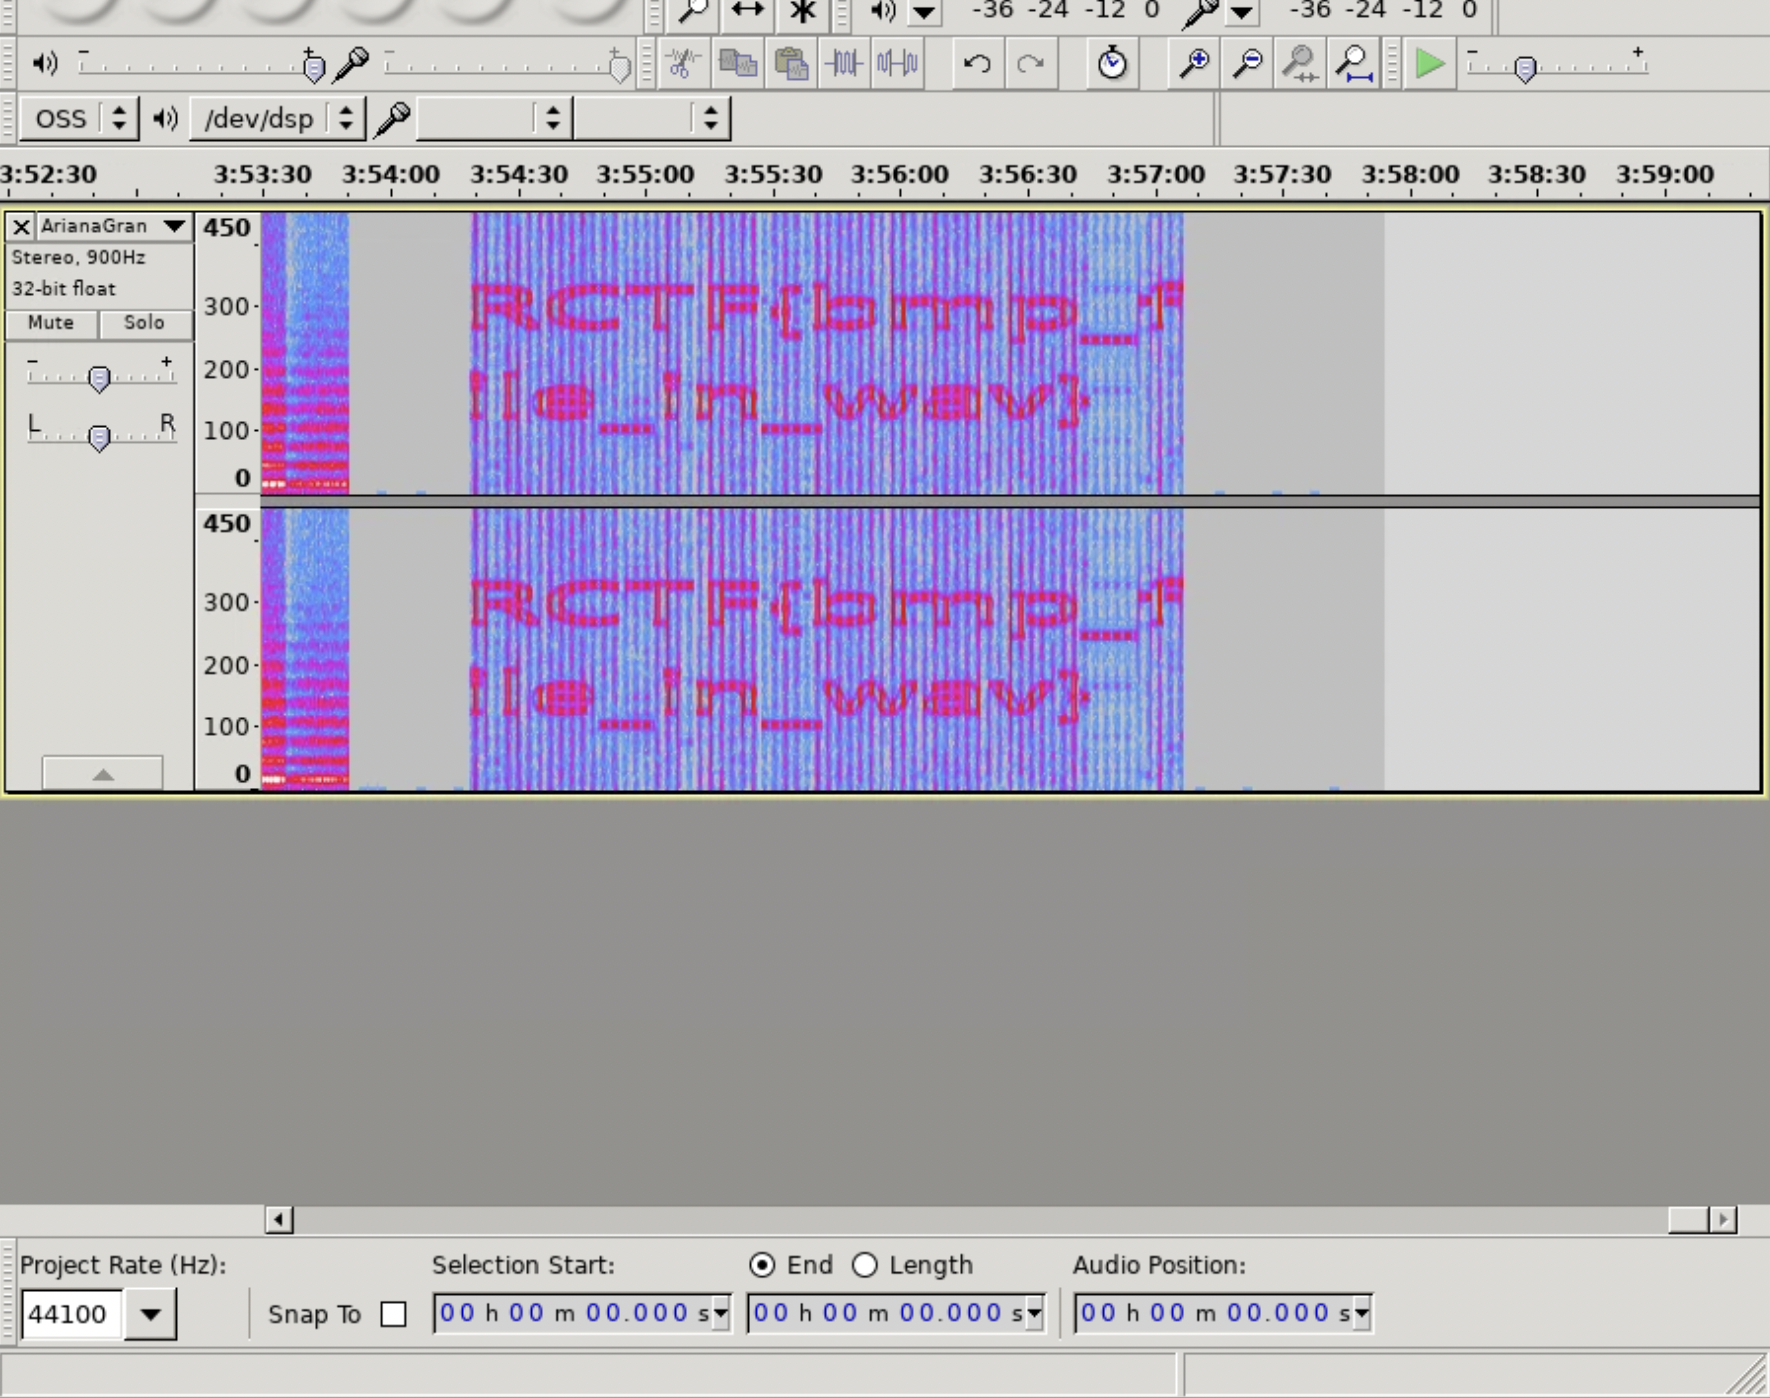 -36 -24 -12 0 -36 -24 -12 0
OSS /dev/dsp
3:52:30 3:53:30 3:54:00 3:54:30 3:55:00 3:55:30 3:56:00 3:56:30 3:57:00 3:57:30 3:58:00 3:58:30 3:59:00
ArianaGran
Stereo, 900Hz
32-bit float
Mute Solo
- +
L R
450
300
200
100
0
RCTF{bmp_f
ile_in_wav}
450
300
200
100
0
RCTF{bmp_f
ile_in_wav}
Project Rate (Hz): Selection Start: End Length Audio Position:
44100 Snap To 00 h 00 m 00.000 s 00 h 00 m 00.000 s 00 h 00 m 00.000 s